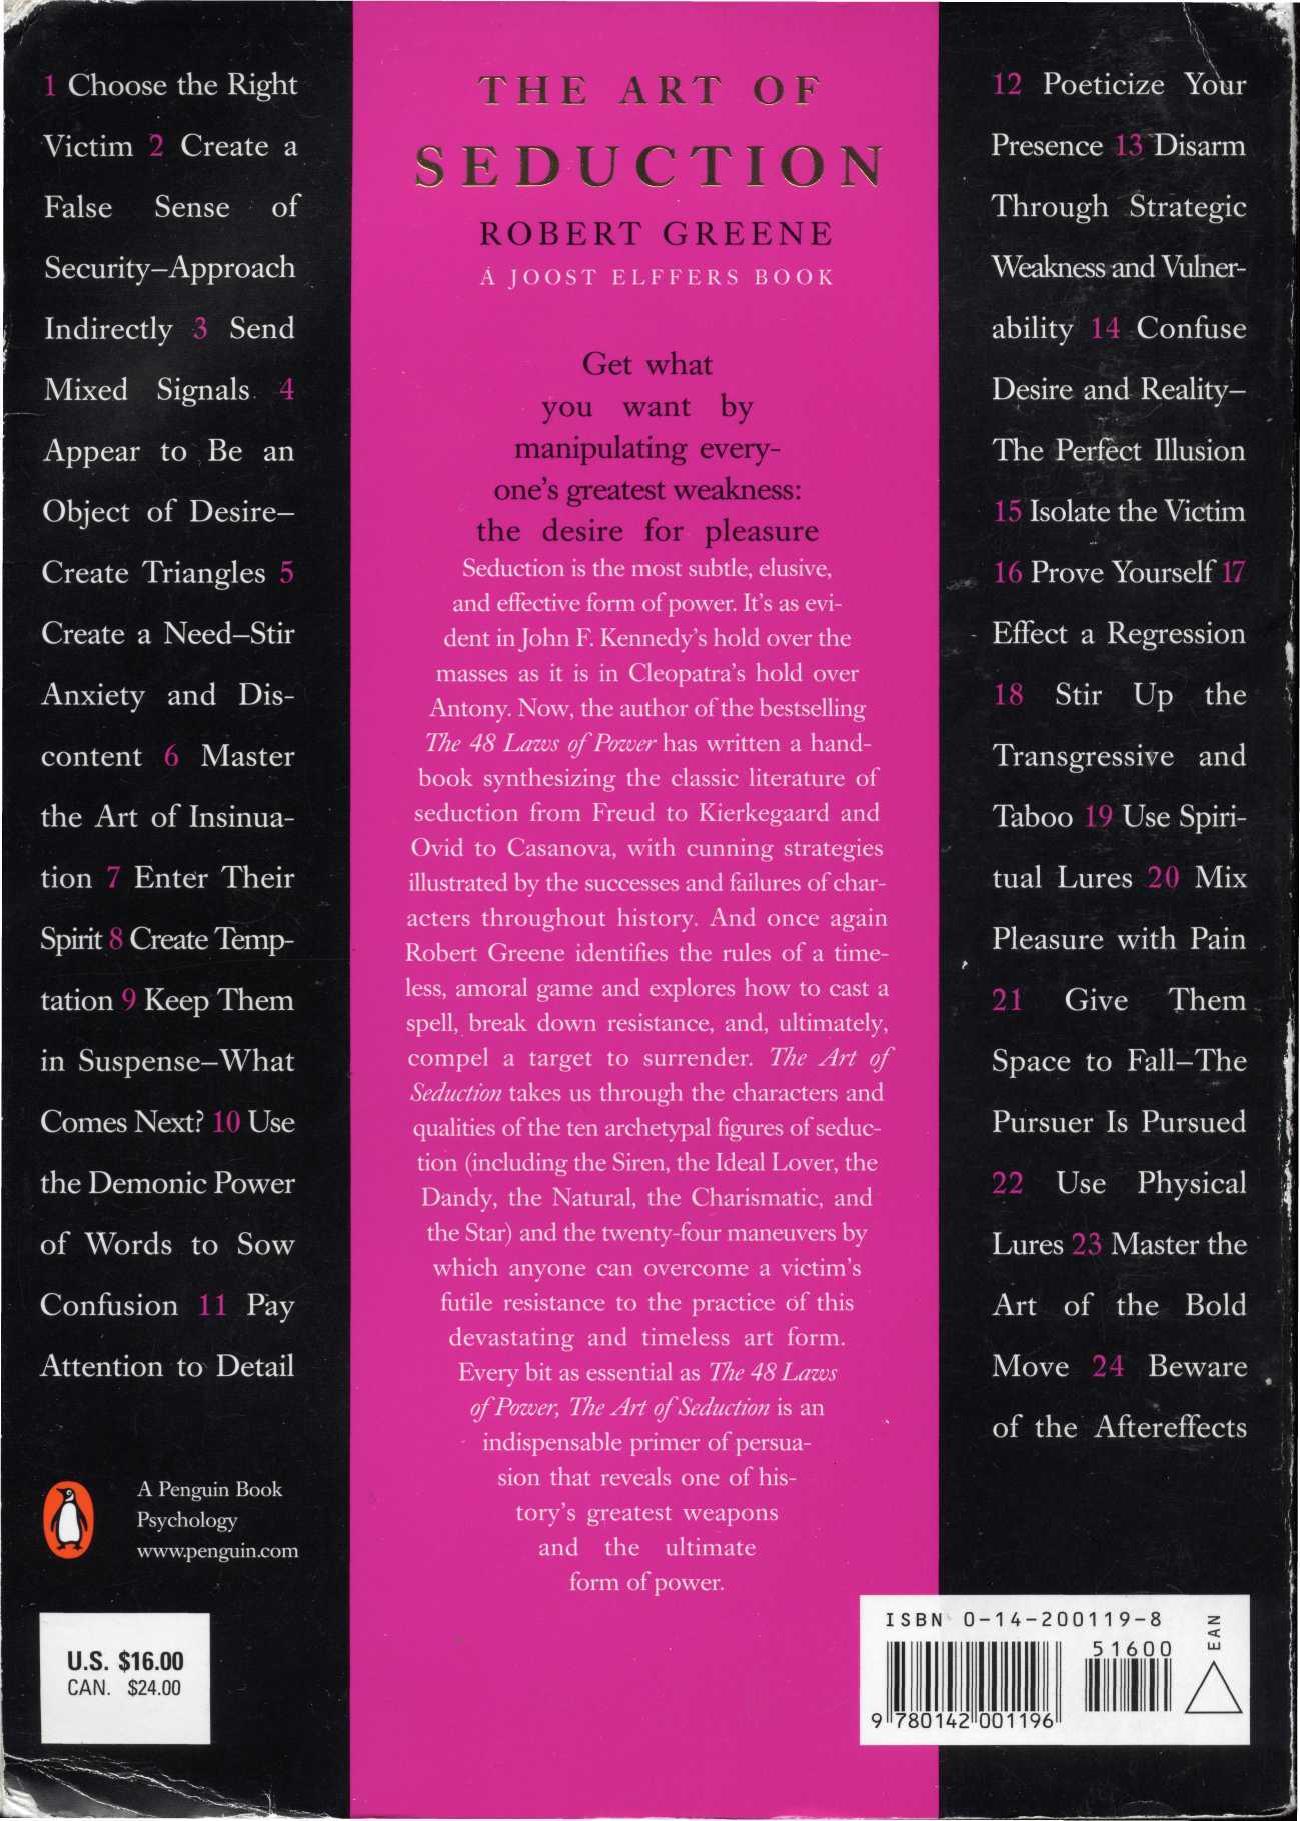 1 Choose the Right
Victim 2 Create a
False Sense of
Security–Approach
Indirectly 3 Send
Mixed Signals 4
Appear to Be an
Object of Desire–
Create Triangles 5
Create a Need–Stir
Anxiety and Dis-
content 6 Master
the Art of Insinua-
tion 7 Enter Their
Spirit 8 Create Temp-
tation 9 Keep Them
in Suspense–What
Comes Next? 10 Use
the Demonic Power
of Words to Sow
Confusion 11 Pay
Attention to Detail
A Penguin Book
Psychology
www.penguin.com
U.S. $16.00
CAN. $24.00
THE ART OF
SEDUCTION
ROBERT GREENE
A JOOST ELFFERS BOOK
Get what
you want by
manipulating every-
one's greatest weakness:
the desire for pleasure
Seduction is the most subtle, elusive,
and effective form of power. It's as evi-
dent in John F. Kennedy's hold over the
masses as it is in Cleopatra's hold over
Antony. Now, the author of the bestselling
The 48 Laws of Power has written a hand-
book synthesizing the classic literature of
seduction from Freud to Kierkegaard and
Ovid to Casanova, with cunning strategies
illustrated by the successes and failures of char-
acters throughout history. And once again
Robert Greene identifies the rules of a time-
less, amoral game and explores how to cast a
spell, break down resistance, and, ultimately,
compel a target to surrender. The Art of
Seduction takes us through the characters and
qualities of the ten archetypal figures of seduc-
tion (including the Siren, the Ideal Lover, the
Dandy, the Natural, the Charismatic, and
the Star) and the twenty-four maneuvers by
which anyone can overcome a victim's
futile resistance to the practice of this
devastating and timeless art form.
Every bit as essential as The 48 Laws
of Power, The Art of Seduction is an
indispensable primer of persua-
sion that reveals one of his-
tory's greatest weapons
and the ultimate
form of power.
12 Poeticize Your
Presence 13 Disarm
Through Strategic
Weakness and Vulner-
ability 14 Confuse
Desire and Reality–
The Perfect Illusion
15 Isolate the Victim
16 Prove Yourself 17
Effect a Regression
18 Stir Up the
Transgressive and
Taboo 19 Use Spiri-
tual Lures 20 Mix
Pleasure with Pain
21 Give Them
Space to Fall–The
Pursuer Is Pursued
22 Use Physical
Lures 23 Master the
Art of the Bold
Move 24 Beware
of the Aftereffects
ISBN 0-14-200119-8
51600
EAN
9 780142 001196